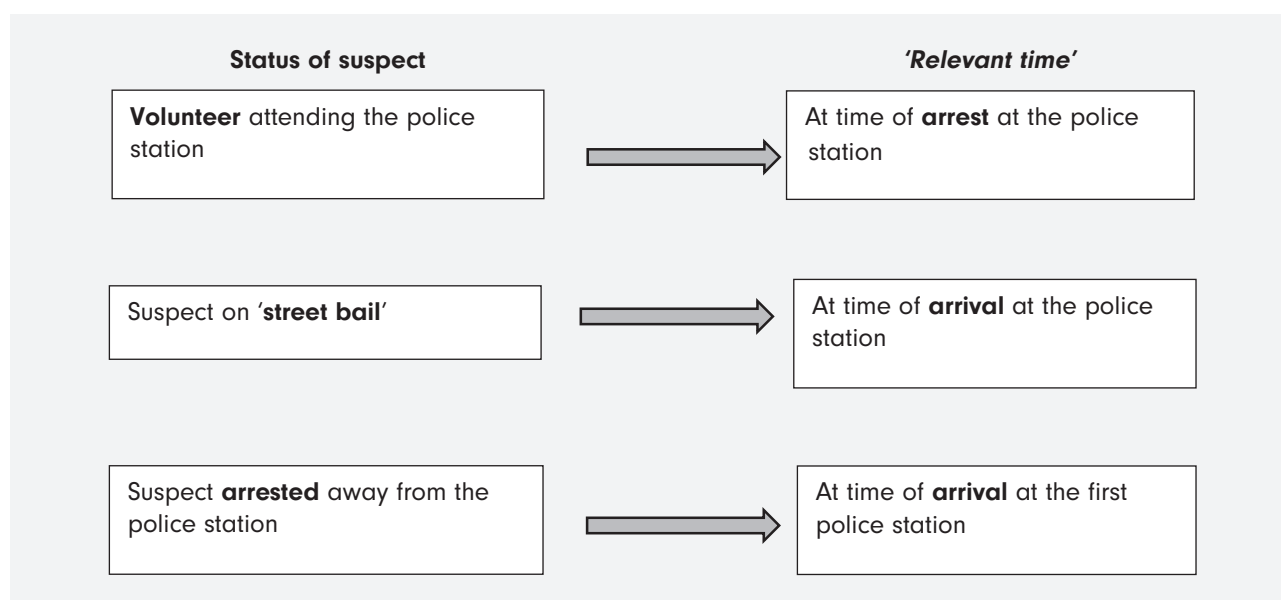 Status of suspect
'Relevant time'
Volunteer attending the police
station
At time of arrest at the police
station
Suspect on 'street bail'
At time of arrival at the police
station
Suspect arrested away from the
police station
At time of arrival at the first
police station